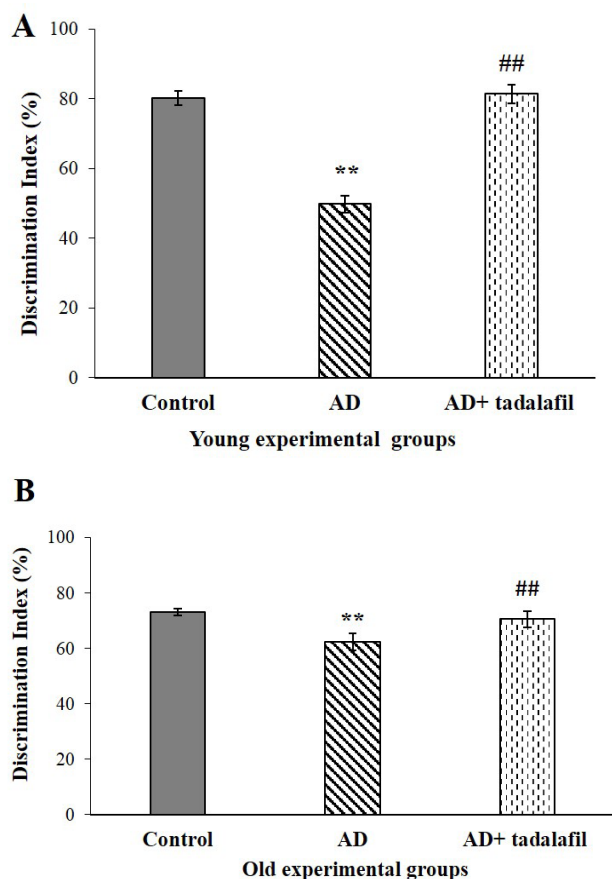 A
Discrimination Index (%)
100
80
60
40
20
0
**
##
Control AD AD+ tadalafil
Young experimental groups
B
Discrimination Index (%)
100
80
60
40
20
0
**
##
Control AD AD+ tadalafil
Old experimental groups